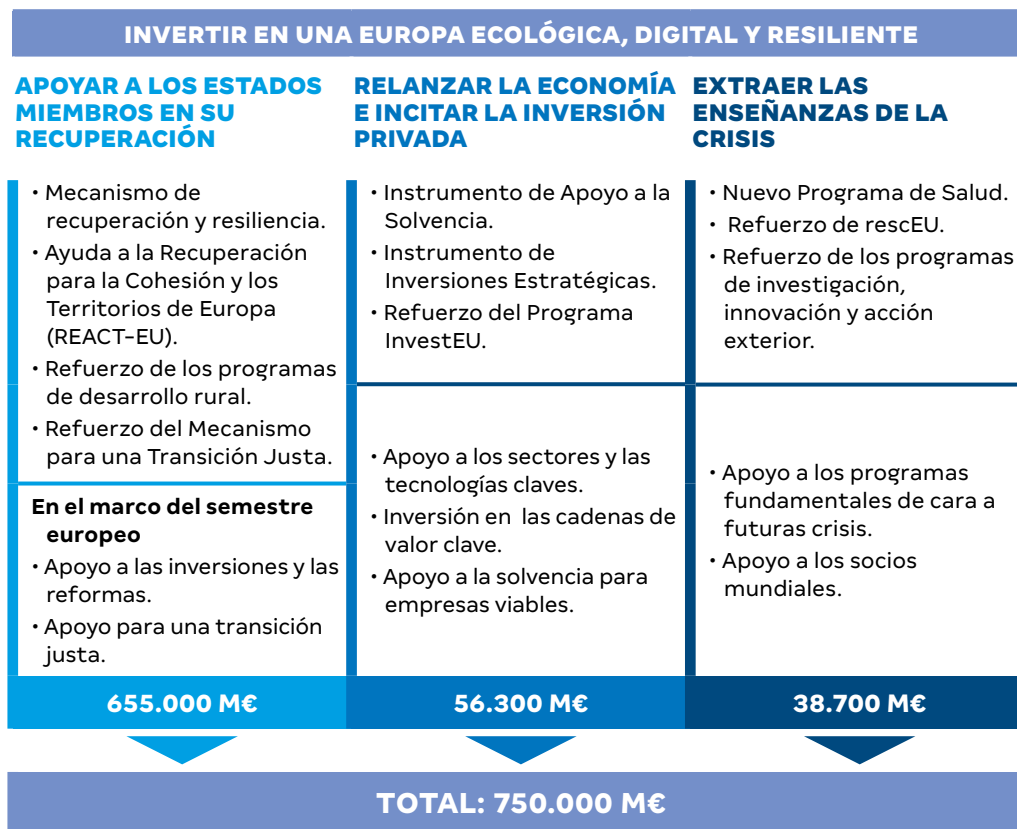 INVERTIR EN UNA EUROPA ECOLÓGICA, DIGITAL Y RESILIENTE
APOYAR A LOS ESTADOS
MIEMBROS EN SU
RECUPERACIÓN
• Mecanismo de
recuperación y resiliencia.
• Ayuda a la Recuperación
para la Cohesión y los
Territorios de Europa
(REACT-EU).
• Refuerzo de los programas
de desarrollo rural.
• Refuerzo del Mecanismo
para una Transición Justa.
En el marco del semestre
europeo
• Apoyo a las inversiones y las
reformas.
• Apoyo para una transición
justa.
655.000 M€
RELANZAR LA ECONOMÍA
E INCITAR LA INVERSIÓN
PRIVADA
• Instrumento de Apoyo a la
Solvencia.
• Instrumento de
Inversiones Estratégicas.
• Refuerzo del Programa
InvestEU.
• Apoyo a los sectores y las
tecnologías claves.
• Inversión en las cadenas de
valor clave.
• Apoyo a la solvencia para
empresas viables.
56.300 M€
EXTRAER LAS
ENSEÑANZAS DE LA
CRISIS
• Nuevo Programa de Salud.
• Refuerzo de rescEU.
• Refuerzo de los programas
de investigación,
innovación y acción
exterior.
• Apoyo a los programas
fundamentales de cara a
futuras crisis.
• Apoyo a los socios
mundiales.
38.700 M€
TOTAL: 750.000 M€